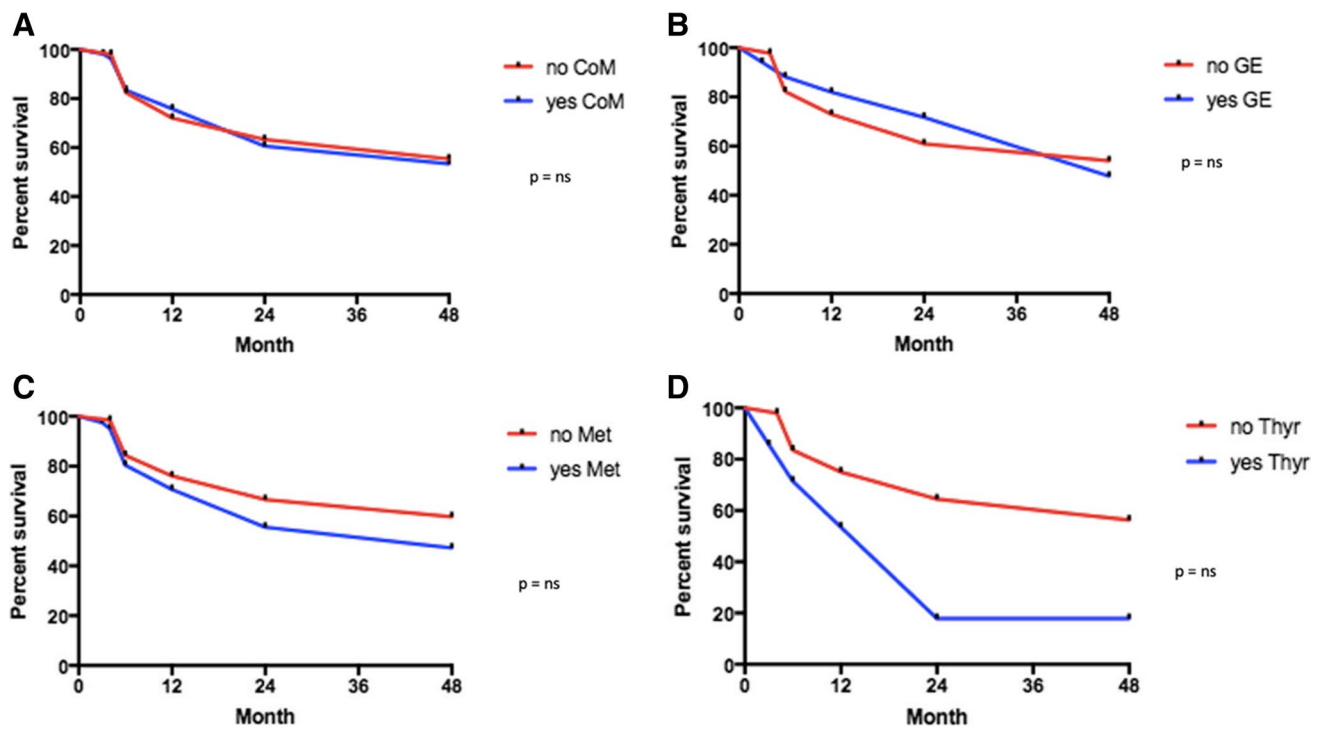 A
Percent survival
100
80
60
40
20
0
0 12 24 36 48
Month
no CoM
yes CoM
p = ns
B
Percent survival
100
80
60
40
20
0
0 12 24 36 48
Month
no GE
yes GE
p = ns
C
Percent survival
100
80
60
40
20
0
0 12 24 36 48
Month
no Met
yes Met
p = ns
D
Percent survival
100
80
60
40
20
0
0 12 24 36 48
Month
no Thyr
yes Thyr
p = ns